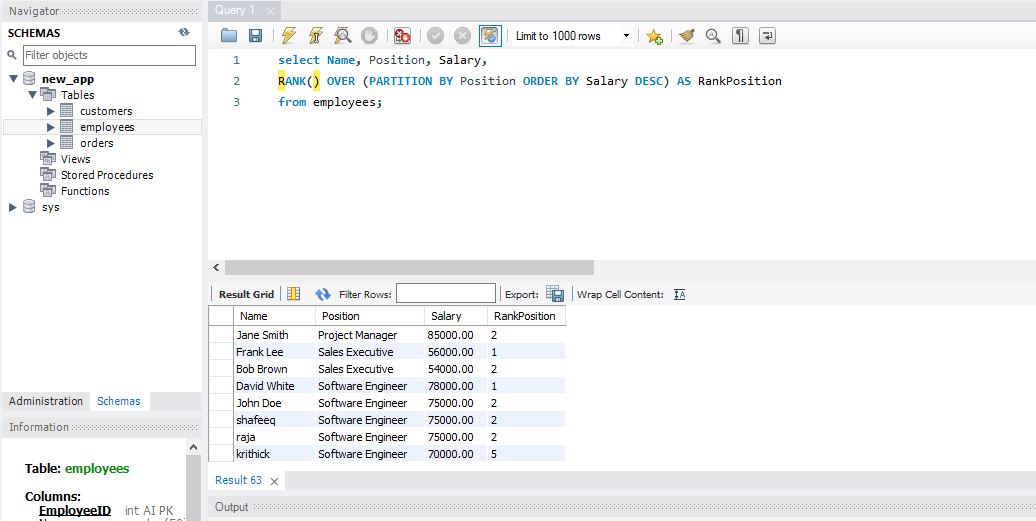 Navigator
SCHEMAS
Filter objects
new_app
Tables
customers
employees
orders
Views
Stored Procedures
Functions
sys
Administration Schemas
Information
Table: employees
Columns:
EmployeeID int AI PK
Query 1
Limit to 1000 rows
1 select Name, Position, Salary,
2 RANK() OVER (PARTITION BY Position ORDER BY Salary DESC) AS RankPosition
3 from employees;
Result Grid Filter Rows: Export: Wrap Cell Content:
Name Position Salary RankPosition
Jane Smith Project Manager 85000.00 2
Frank Lee Sales Executive 56000.00 1
Bob Brown Sales Executive 54000.00 2
David White Software Engineer 78000.00 1
John Doe Software Engineer 75000.00 2
shafeeq Software Engineer 75000.00 2
raja Software Engineer 75000.00 2
krithick Software Engineer 70000.00 5
Result 63
Output